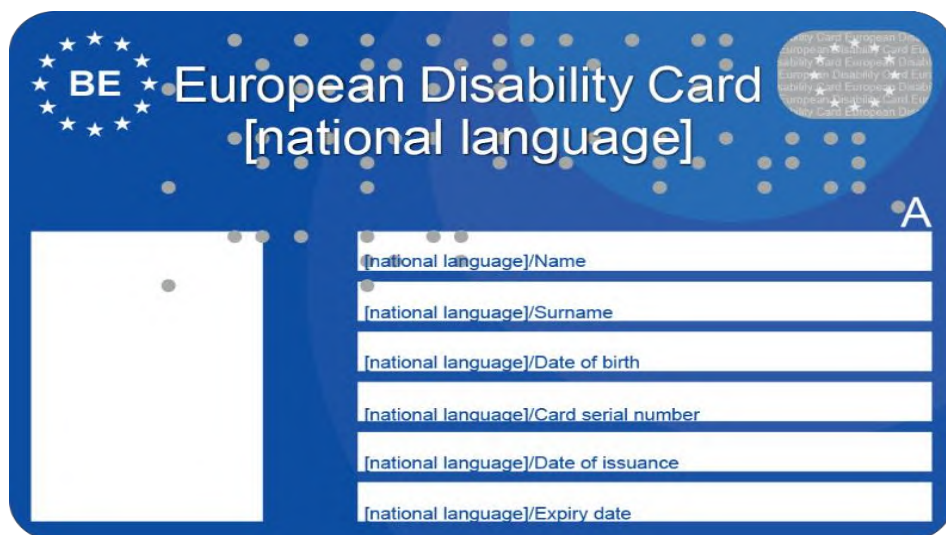 BE
European Disability Card
[national language]
A
[national language]/Name
[national language]/Surname
[national language]/Date of birth
[national language]/Card serial number
[national language]/Date of issuance
[national language]/Expiry date